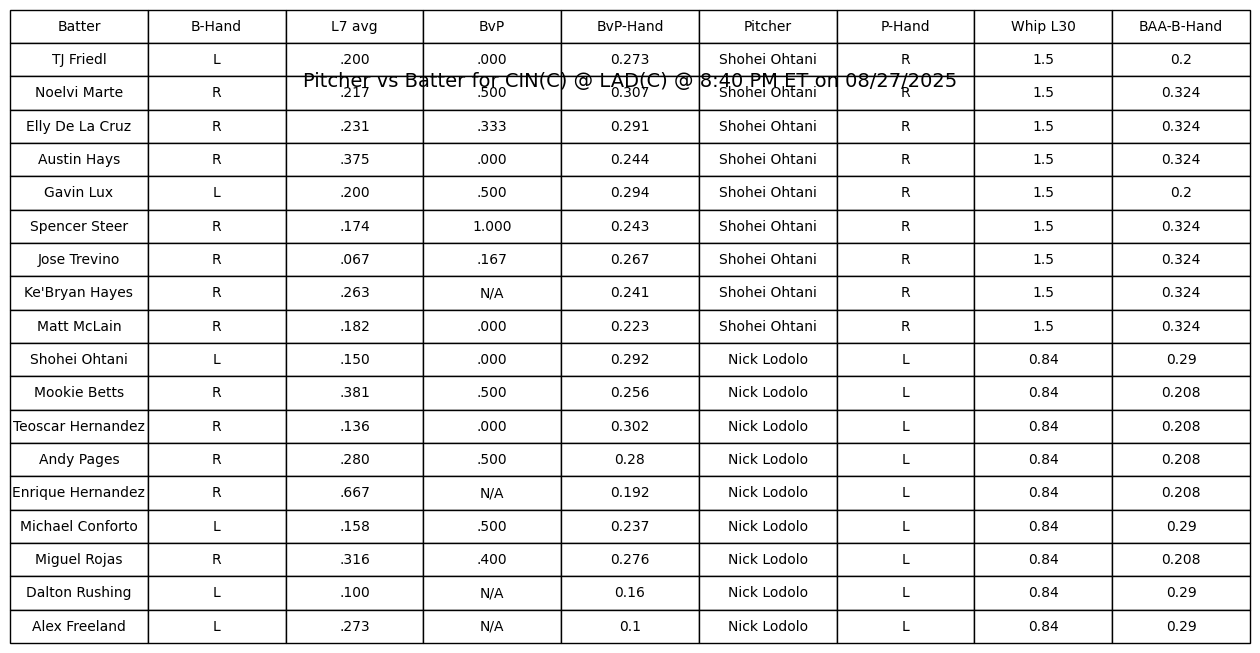 Batter B-Hand L7 avg BvP BvP-Hand Pitcher P-Hand Whip L30 BAA-B-Hand
TJ Friedl L .200 .000 0.273 Shohei Ohtani R 1.5 0.2
Pitcher vs Batter for CIN(C) @ LAD(C) @ 8:40 PM ET on 08/27/2025
Noelvi Marte R .217 .500 0.307 Shohei Ohtani R 1.5 0.324
Elly De La Cruz R .231 .333 0.291 Shohei Ohtani R 1.5 0.324
Austin Hays R .375 .000 0.244 Shohei Ohtani R 1.5 0.324
Gavin Lux L .200 .500 0.294 Shohei Ohtani R 1.5 0.2
Spencer Steer R .174 1.000 0.243 Shohei Ohtani R 1.5 0.324
Jose Trevino R .067 .167 0.267 Shohei Ohtani R 1.5 0.324
Ke'Bryan Hayes R .263 N/A 0.241 Shohei Ohtani R 1.5 0.324
Matt McLain R .182 .000 0.223 Shohei Ohtani R 1.5 0.324
Shohei Ohtani L .150 .000 0.292 Nick Lodolo L 0.84 0.29
Mookie Betts R .381 .500 0.256 Nick Lodolo L 0.84 0.208
Teoscar Hernandez R .136 .000 0.302 Nick Lodolo L 0.84 0.208
Andy Pages R .280 .500 0.28 Nick Lodolo L 0.84 0.208
Enrique Hernandez R .667 N/A 0.192 Nick Lodolo L 0.84 0.208
Michael Conforto L .158 .500 0.237 Nick Lodolo L 0.84 0.29
Miguel Rojas R .316 .400 0.276 Nick Lodolo L 0.84 0.208
Dalton Rushing L .100 N/A 0.16 Nick Lodolo L 0.84 0.29
Alex Freeland L .273 N/A 0.1 Nick Lodolo L 0.84 0.29